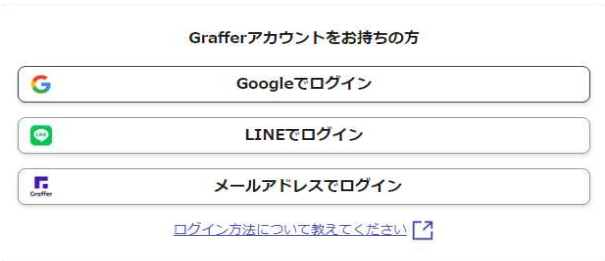 Grafferアカウントをお持ちの方
Googleでログイン
LINEでログイン
Graffer
メールアドレスでログイン
ログイン方法について教えてください